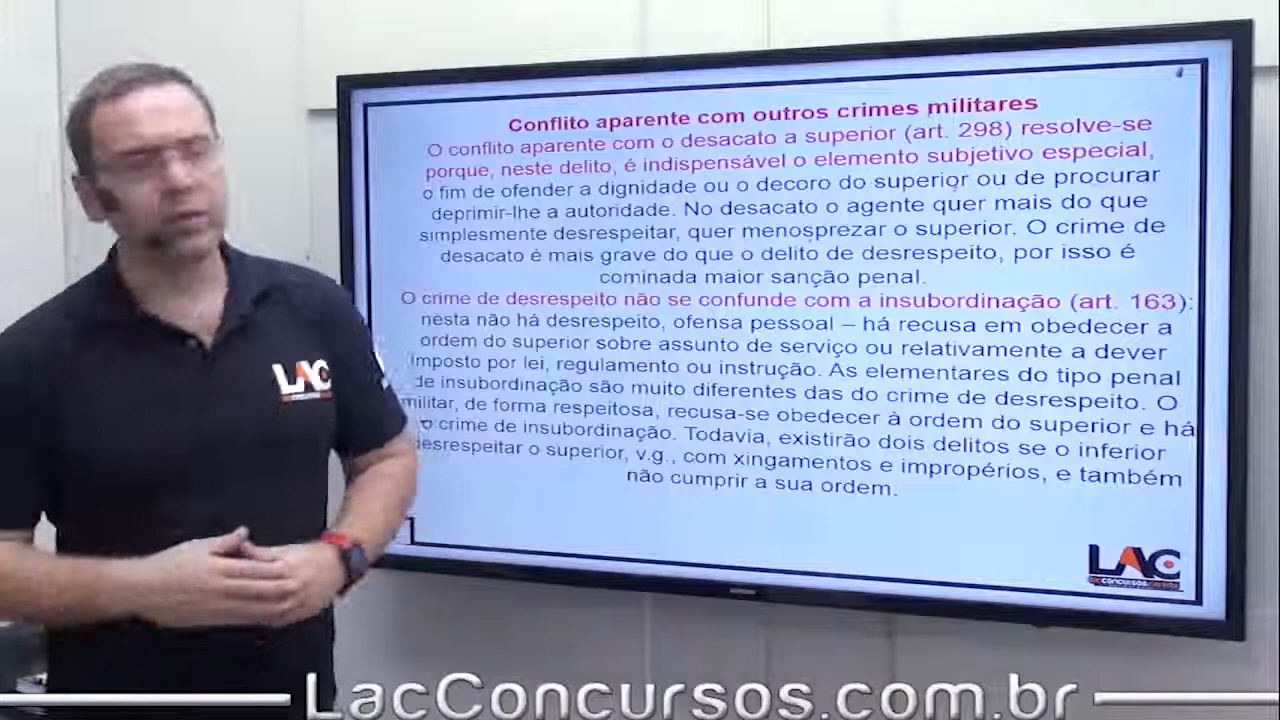 Conflito aparente com outros crimes militares
O conflito aparente com o desacato a superior (art. 298) resolve-se
porque, neste delito, é indispensável o elemento subjetivo especial,
o fim de ofender a dignidade ou o decoro do superior ou de procurar
deprimir-lhe a autoridade. No desacato o agente quer mais do que
simplesmente desrespeitar, quer menosprezar o superior. O crime de
desacato é mais grave do que o delito de desrespeito, por isso é
cominada maior sanção penal.
O crime de desrespeito não se confunde com a insubordinação (art. 163):
nesta não há desrespeito, ofensa pessoal – há recusa em obedecer a
ordem do superior sobre assunto de serviço ou relativamente a dever
imposto por lei, regulamento ou instrução. As elementares do tipo penal
de insubordinação são muito diferentes das do crime de desrespeito. O
militar, de forma respeitosa, recusa-se obedecer à ordem do superior e há
o crime de insubordinação. Todavia, existirão dois delitos se o inferior
desrespeitar o superior, v.g., com xingamentos e impropérios, e também
não cumprir a sua ordem.
LAC
LAC
concursos
LacConcursos.com.br